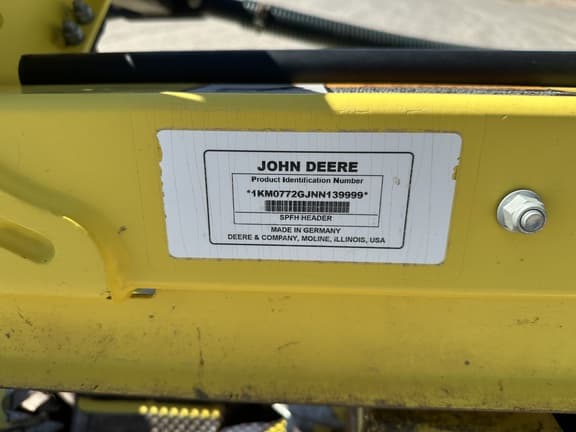 JOHN DEERE
Product Identification Number
*1KM0772GJNN139999*
SPFH HEADER
MADE IN GERMANY
DEERE & COMPANY, MOLINE, ILLINOIS, USA